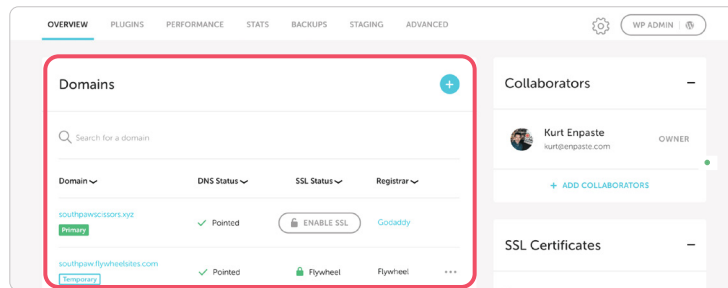 OVERVIEW PLUGINS PERFORMANCE STATS BACKUPS STAGING ADVANCED WP ADMIN
Domains
Search for a domain
Domain DNS Status SSL Status Registrar
southpawscissors.xyz
Primary
Pointed ENABLE SSL Godaddy
southpaw.flywheelsites.com
Temporary
Pointed Flywheel Flywheel
Collaborators
Kurt Enpaste
kurt@enpaste.com
OWNER
+ ADD COLLABORATORS
SSL Certificates